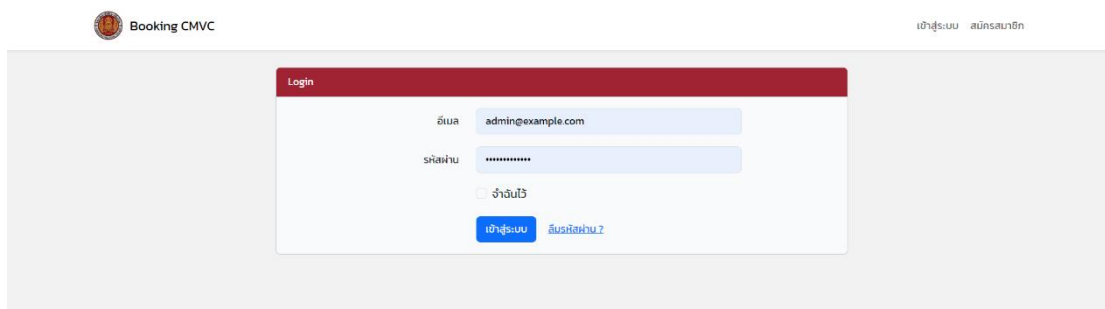 Booking CMVC
เข้าสู่ระบบ สมัครสมาชิก
Login
อีเมล admin@example.com
รหัสผ่าน •••••••••••••
จำฉันไว้
เข้าสู่ระบบ ลืมรหัสผ่าน ?